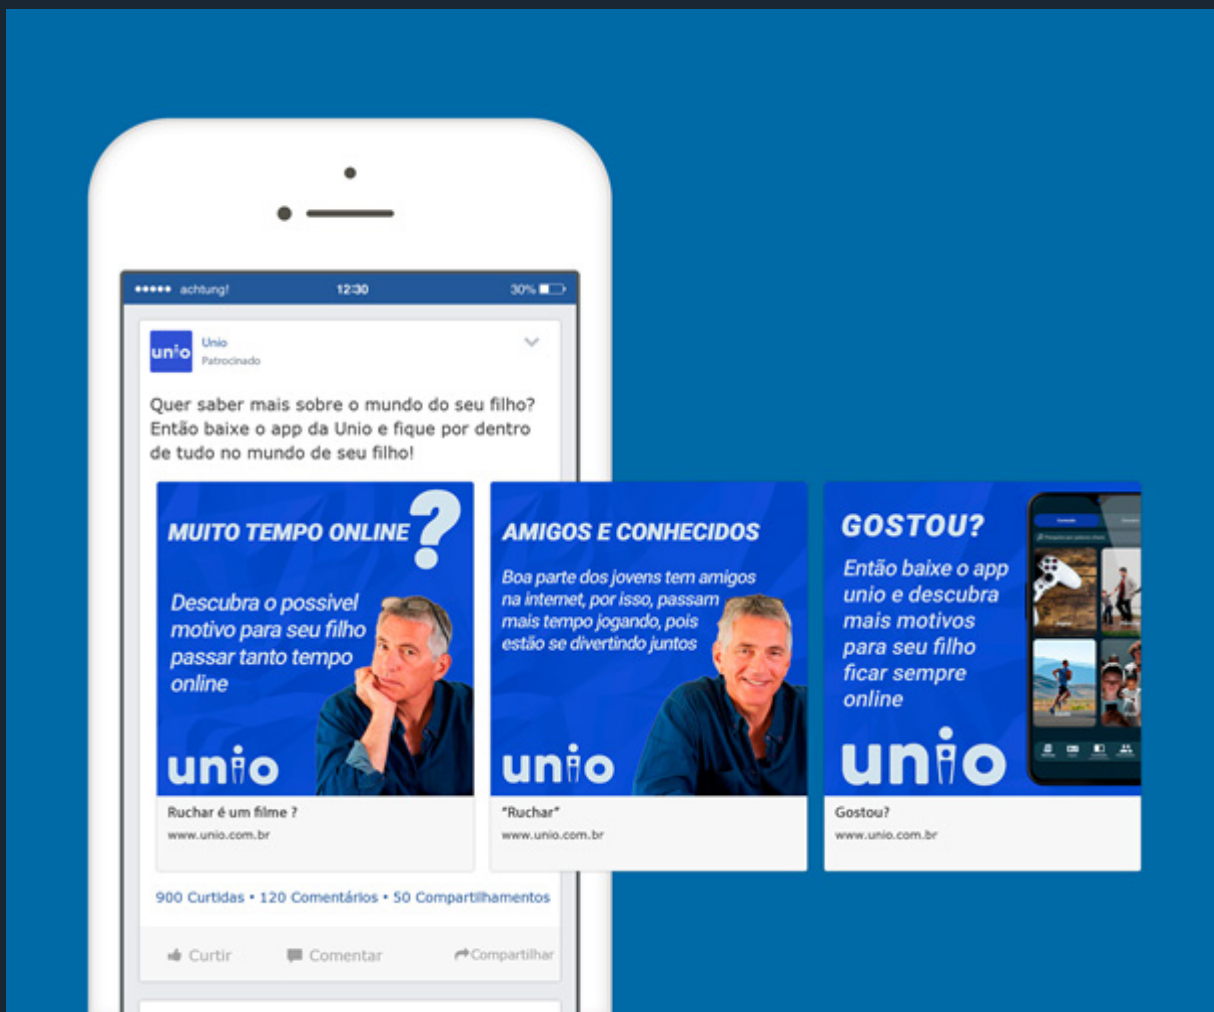 achtung!
12:30
30%
unio
Unio
Patrocinado
Quer saber mais sobre o mundo do seu filho?
Então baixe o app da Unio e fique por dentro
de tudo no mundo de seu filho!
MUITO TEMPO ONLINE?
Descubra o possivel
motivo para seu filho
passar tanto tempo
online
unio
Ruchar é um filme ?
www.unio.com.br
AMIGOS E CONHECIDOS
Boa parte dos jovens tem amigos
na internet, por isso, passam
mais tempo jogando, pois
estão se divertindo juntos
unio
"Ruchar"
www.unio.com.br
GOSTOU?
Então baixe o app
unio e descubra
mais motivos
para seu filho
ficar sempre
online
unio
Gostou?
www.unio.com.br
900 Curtidas • 120 Comentários • 50 Compartilhamentos
Curtir
Comentar
Compartilhar